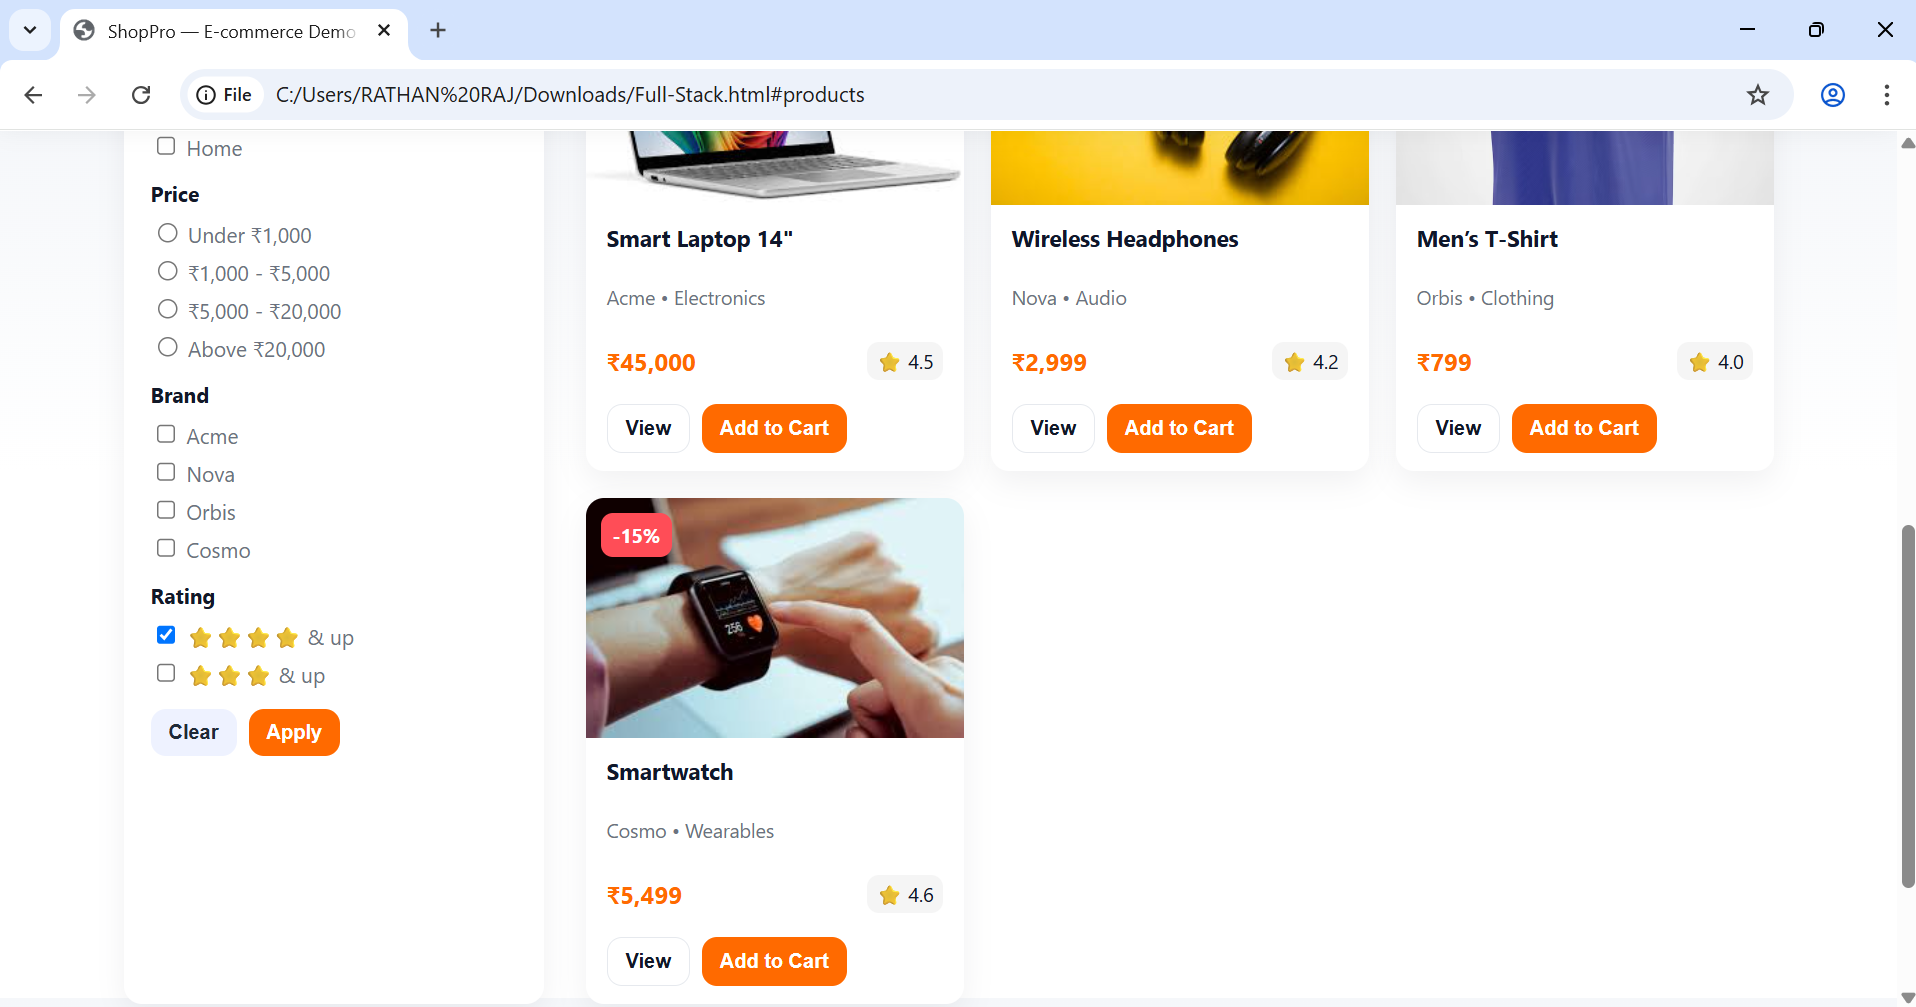 ShopPro — E-commerce Demo
File
C:/Users/RATHAN%20RAJ/Downloads/Full-Stack.html#products
Home
Price
Under ₹1,000
₹1,000 - ₹5,000
₹5,000 - ₹20,000
Above ₹20,000
Brand
Acme
Nova
Orbis
Cosmo
Rating
& up
& up
Clear Apply
Smart Laptop 14"
Acme • Electronics
₹45,000 4.5
View Add to Cart
Wireless Headphones
Nova • Audio
₹2,999 4.2
View Add to Cart
Men’s T-Shirt
Orbis • Clothing
₹799 4.0
View Add to Cart
-15%
256
Smartwatch
Cosmo • Wearables
₹5,499 4.6
View Add to Cart